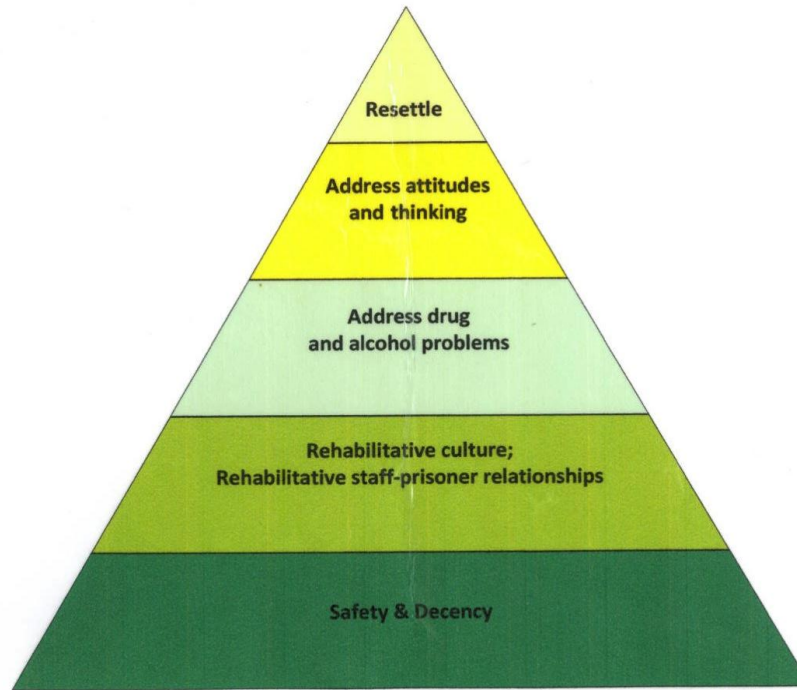 Resettle
Address attitudes
and thinking
Address drug
and alcohol problems
Rehabilitative culture;
Rehabilitative staff-prisoner relationships
Safety & Decency